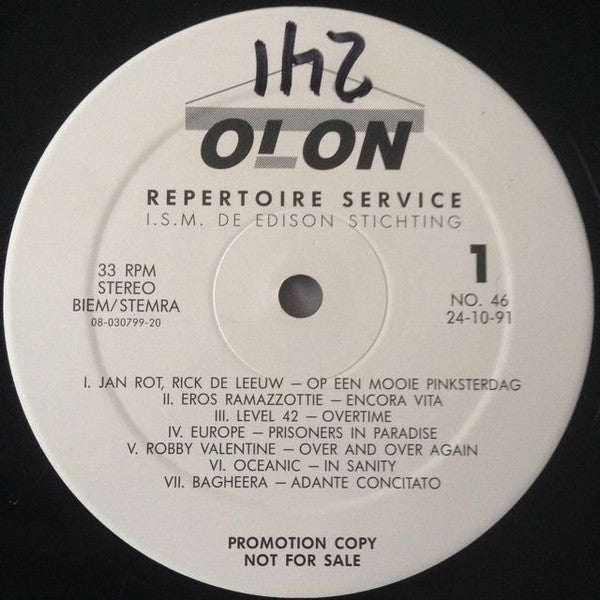 241
OLON
REPERTOIRE SERVICE
I.S.M. DE EDISON STICHTING
33 RPM
STEREO
BIEM/STEMRA
08-030799-20
1
NO. 46
24-10-91
I. JAN ROT, RICK DE LEEUW – OP EEN MOOIE PINKSTERDAG
II. EROS RAMAZZOTTIE – ENCORA VITA
III. LEVEL 42 – OVERTIME
IV. EUROPE – PRISONERS IN PARADISE
V. ROBBY VALENTINE – OVER AND OVER AGAIN
VI. OCEANIC – IN SANITY
VII. BAGHEERA – ADANTE CONCITATO
PROMOTION COPY
NOT FOR SALE